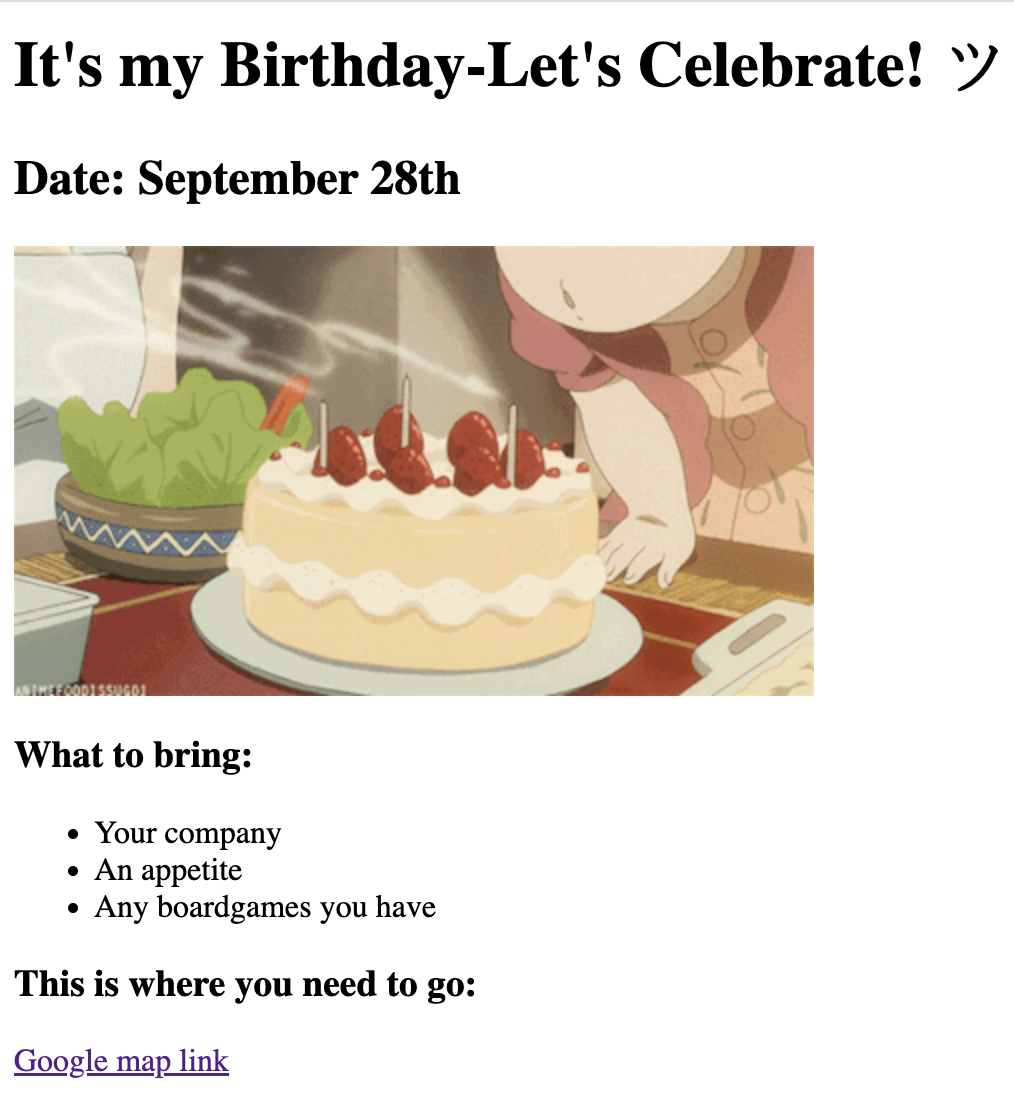 It's my Birthday-Let's Celebrate! ツ
Date: September 28th
ANIMEFOODISSUGOI
What to bring:
• Your company
• An appetite
• Any boardgames you have
This is where you need to go:
Google map link